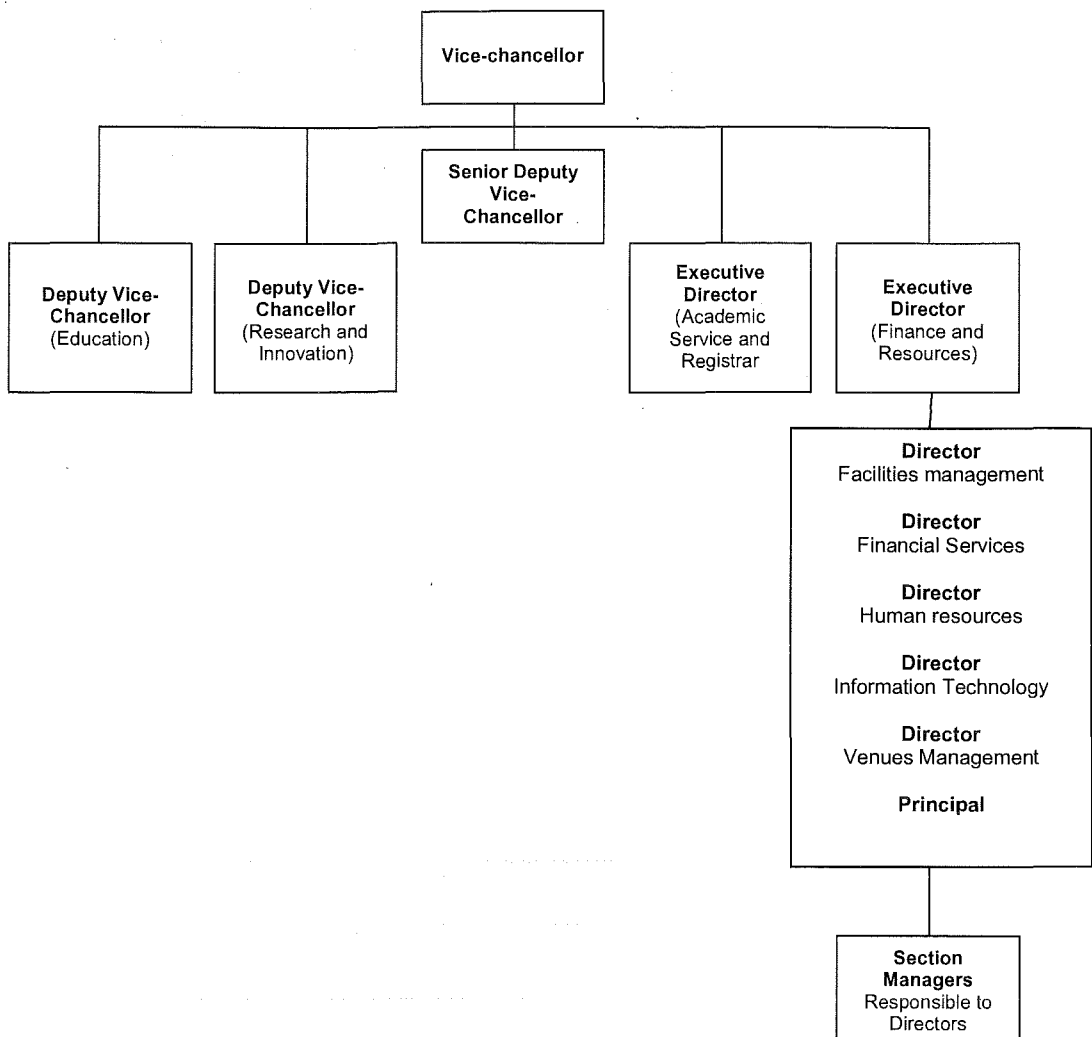 Vice-chancellor
Senior Deputy
Vice-
Chancellor
Deputy Vice-
Chancellor
(Education)
Deputy Vice-
Chancellor
(Research and
Innovation)
Executive
Director
(Academic
Service and
Registrar
Executive
Director
(Finance and
Resources)
Director
Facilities management
Director
Financial Services
Director
Human resources
Director
Information Technology
Director
Venues Management
Principal
Section
Managers
Responsible to
Directors